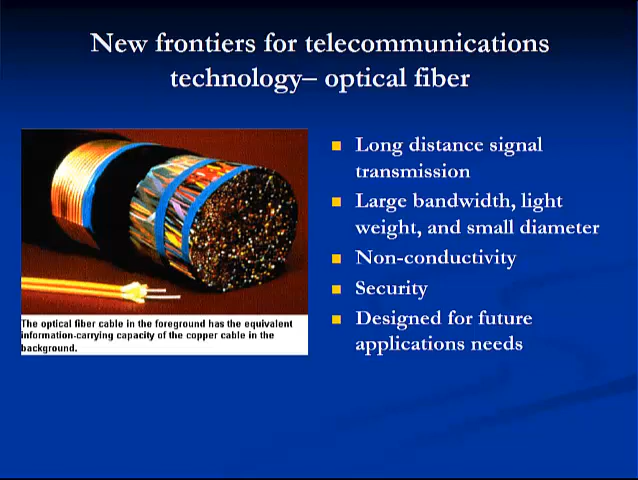 New frontiers for telecommunications
technology– optical fiber
Long distance signal
transmission
Large bandwidth, light
weight, and small diameter
Non-conductivity
Security
Designed for future
applications needs
The optical fiber cable in the foreground has the equivalent
information-carrying capacity of the copper cable in the
background.